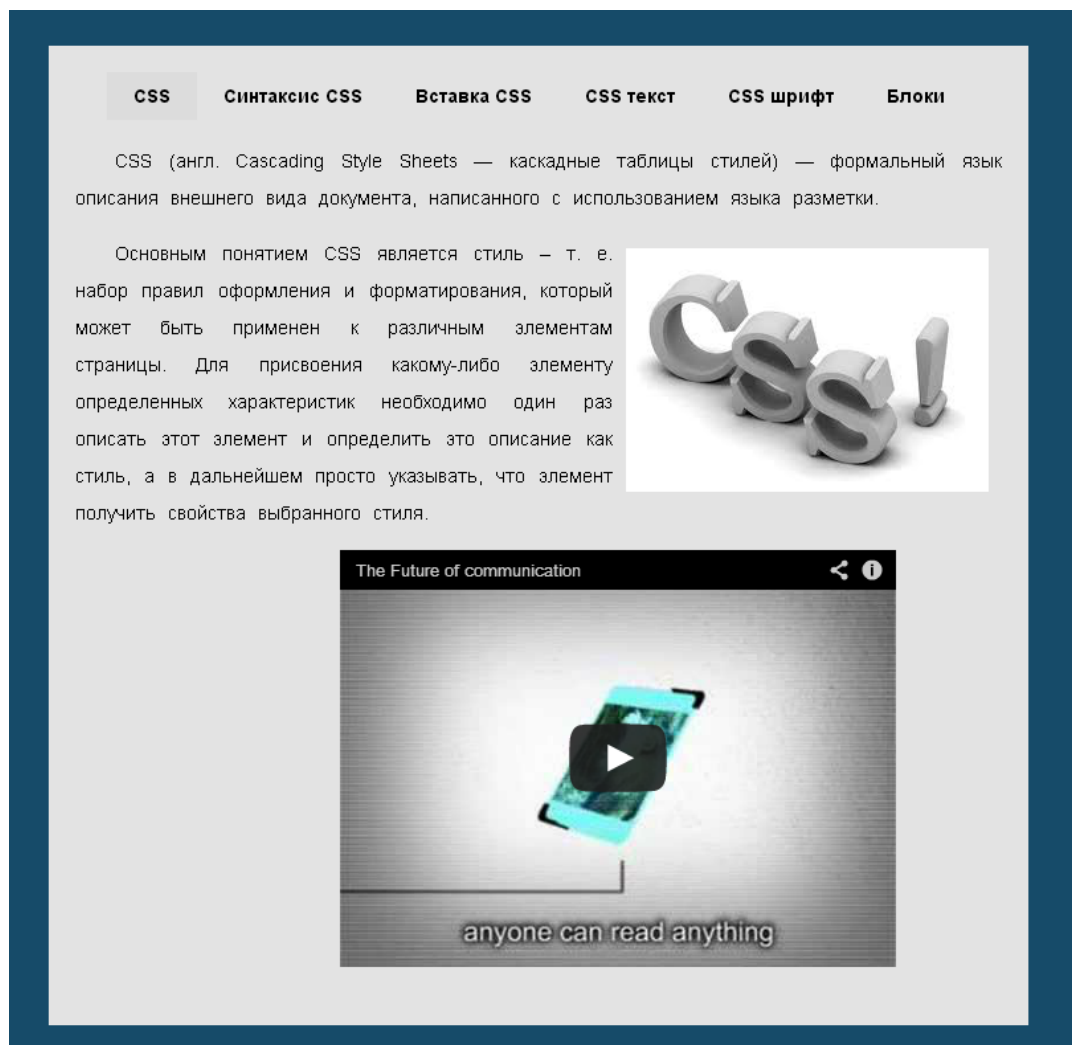 CSS Синтаксис CSS Вставка CSS CSS текст CSS шрифт Блоки
CSS (англ. Cascading Style Sheets — каскадные таблицы стилей) — формальный язык
описания внешнего вида документа, написанного с использованием языка разметки.
Основным понятием CSS является стиль – т. е.
набор правил оформления и форматирования, который
может быть применен к различным элементам
страницы. Для присвоения какому-либо элементу
определенных характеристик необходимо один раз
описать этот элемент и определить это описание как
стиль, а в дальнейшем просто указывать, что элемент
получить свойства выбранного стиля.
CSS!
The Future of communication
anyone can read anything